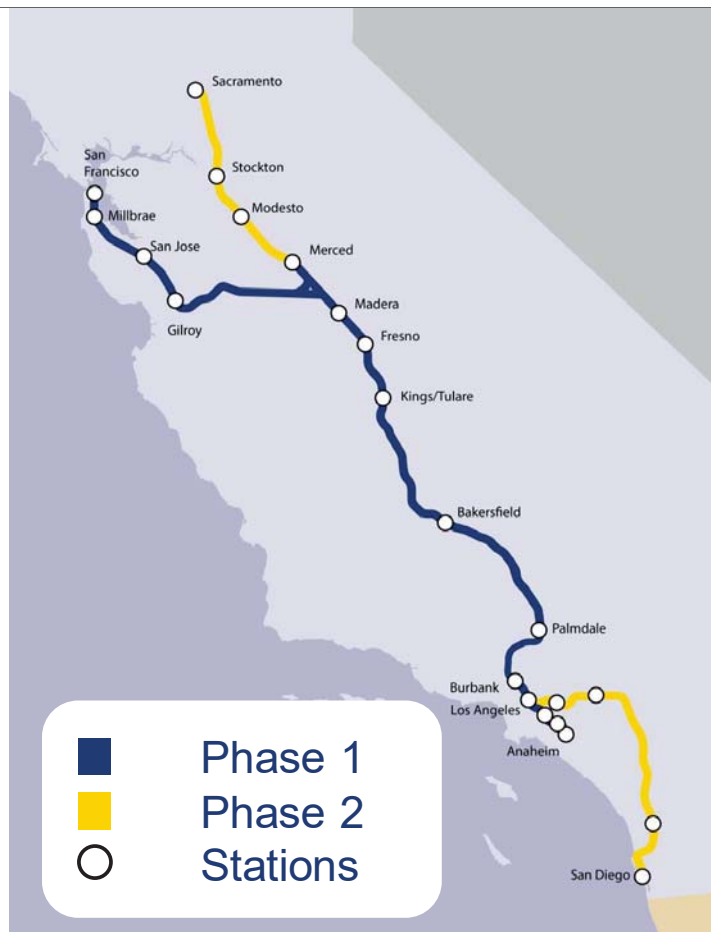 Sacramento
San
Francisco
Stockton
Modesto
Millbrae
San Jose
Merced
Madera
Gilroy
Fresno
Kings/Tulare
Bakersfield
Palmdale
Burbank
Los Angeles
Anaheim
San Diego
Phase 1
Phase 2
Stations